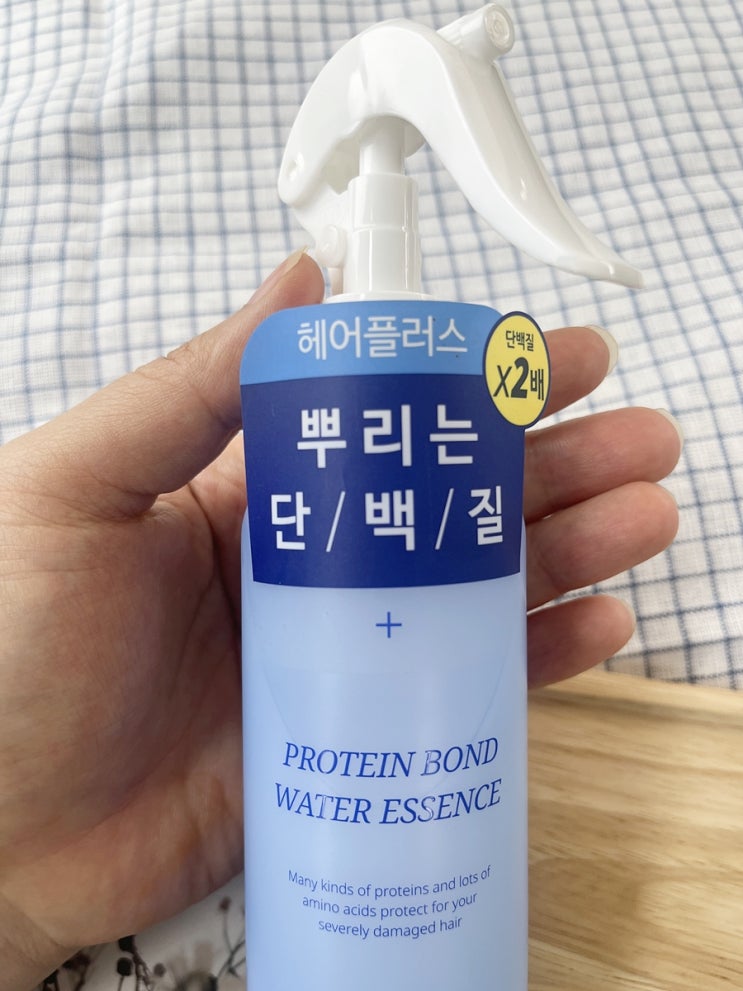 헤어플러스
단백질
X2배
뿌리는
단/백/질
+
PROTEIN BOND
WATER ESSENCE
Many kinds of proteins and lots of
amino acids protect for your
severely damaged hair